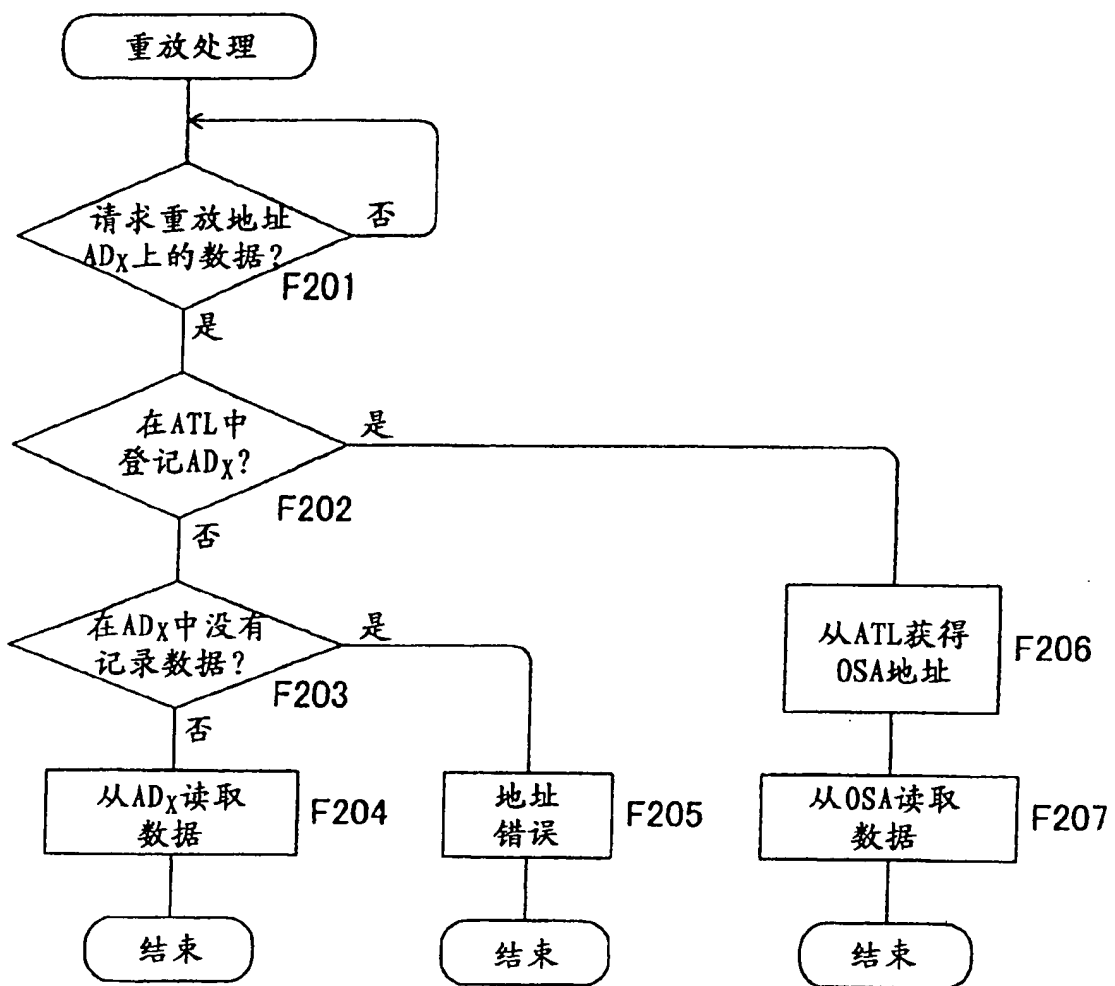 重放处理
请求重放地址
ADX上的数据？
否
F201
是
在ATL中
登记ADX？
是
F202
否
在ADX中没有
记录数据？
是
F203
否
从ATL获得
OSA地址
F206
从ADX读取
数据
F204
地址
错误
F205
从OSA读取
数据
F207
结束
结束
结束